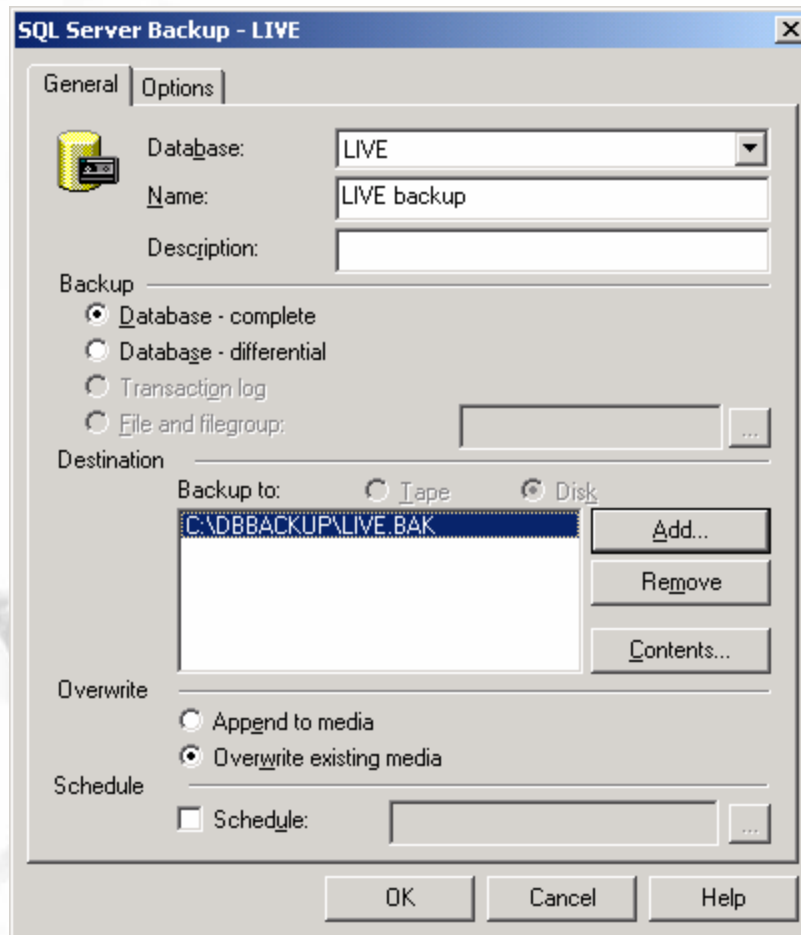 SQL Server Backup - LIVE
General Options
Database: LIVE
Name: LIVE backup
Description:
Backup
Database - complete
Database - differential
Transaction log
File and filegroup: ...
Destination
Backup to: Tape Disk
C:\DBBACKUP\LIVE.BAK
Add...
Remove
Contents...
Overwrite
Append to media
Overwrite existing media
Schedule
Schedule: ...
OK Cancel Help